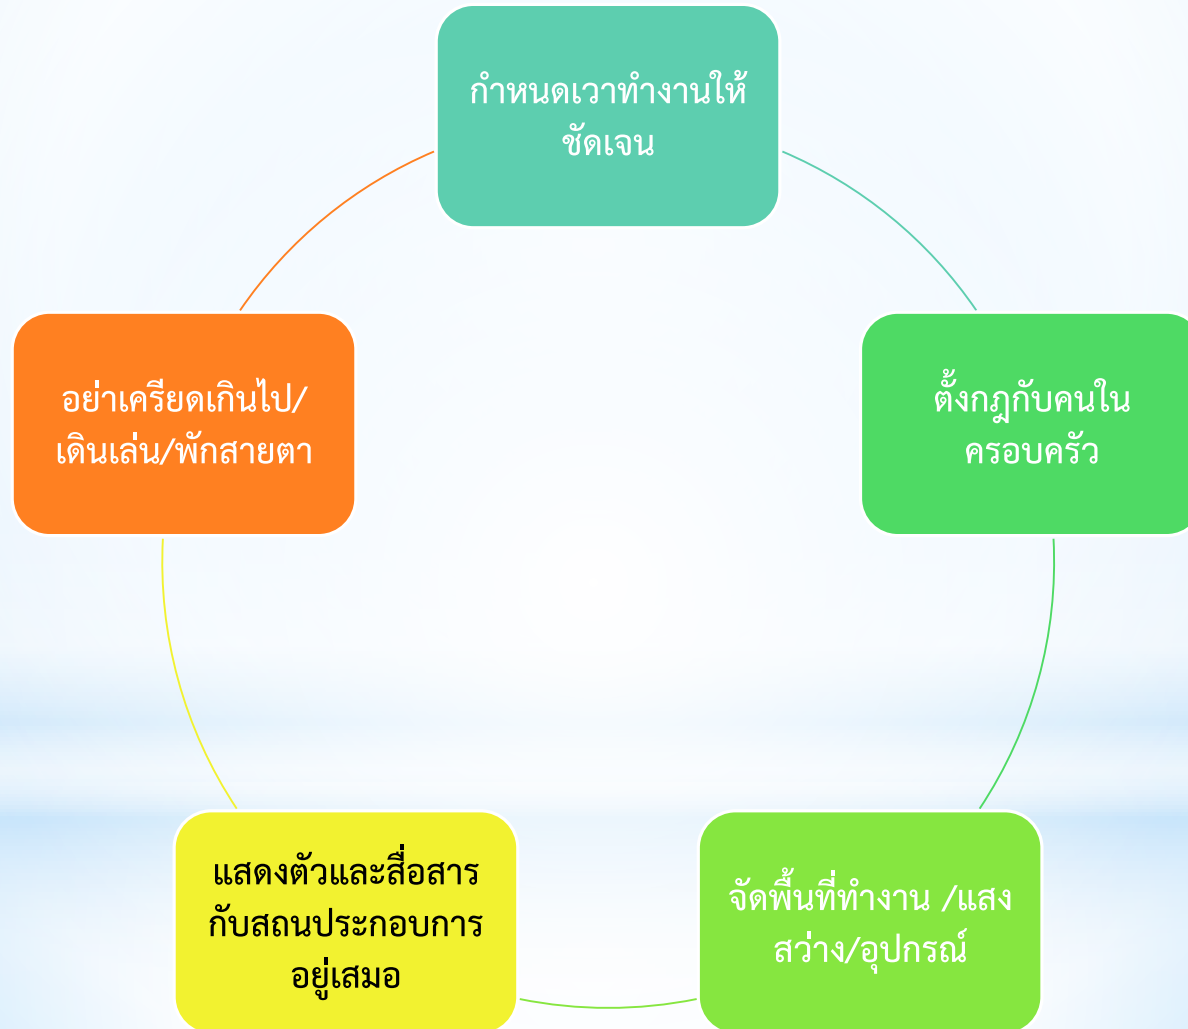 กำหนดเวาทำงานให้
ชัดเจน
ตั้งกฎกับคนใน
ครอบครัว
จัดพื้นที่ทำงาน /แสง
สว่าง/อุปกรณ์
แสดงตัวและสื่อสาร
กับสถนประกอบการ
อยู่เสมอ
อย่าเครียดเกินไป/
เดินเล่น/พักสายตา